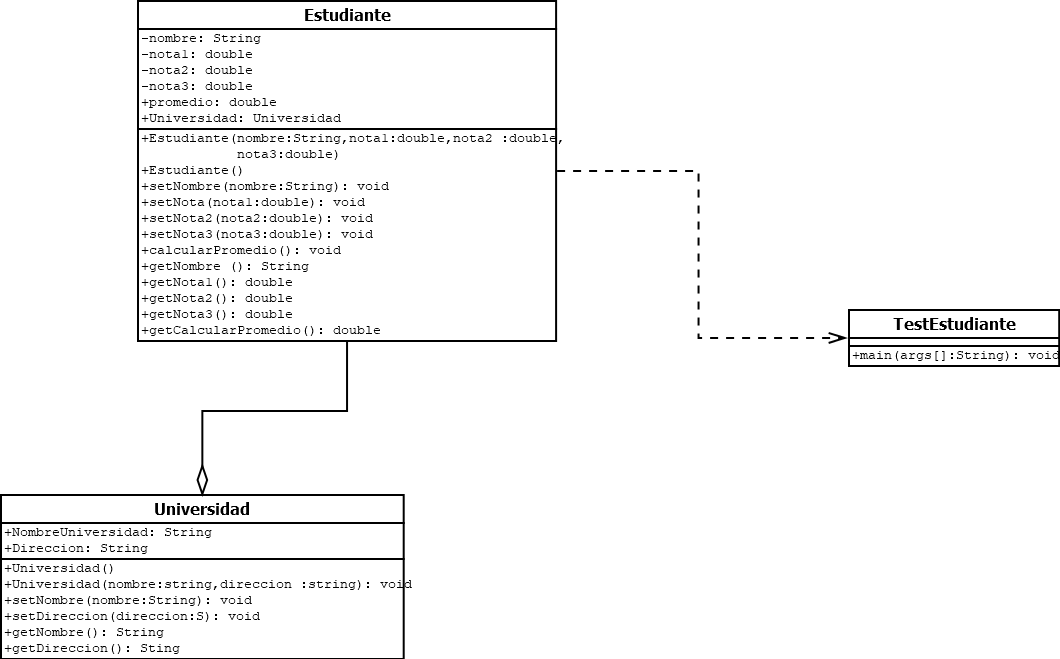 Estudiante
-nombre: String
-nota1: double
-nota2: double
-nota3: double
+promedio: double
+Universidad: Universidad
+Estudiante(nombre:String,nota1:double,nota2 :double,
nota3:double)
+Estudiante()
+setNombre(nombre:String): void
+setNota(nota1:double): void
+setNota2(nota2:double): void
+setNota3(nota3:double): void
+calcularPromedio(): void
+getNombre (): String
+getNota1(): double
+getNota2(): double
+getNota3(): double
+getCalcularPromedio(): double
TestEstudiante
+main(args[]:String): void
Universidad
+NombreUniversidad: String
+Direccion: String
+Universidad()
+Universidad(nombre:string,direccion :string): void
+setNombre(nombre:String): void
+setDireccion(direccion:S): void
+getNombre(): String
+getDireccion(): Sting